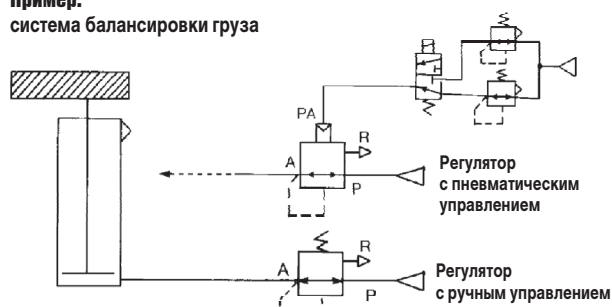 Пример:
система балансировки груза
PA
R
A
P
Регулятор
с пневматическим
управлением
R
A
P
Регулятор
с ручным управлением